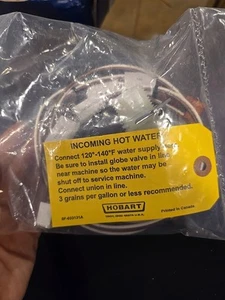 INCOMING HOT WATER
Connect 120°-140°F water supply
Be sure to install globe valve in line
near machine so the water may be
shut off to service machine.
Connect union in line.
3 grains per gallon or less recommended.
HOBART
Printed in Canada